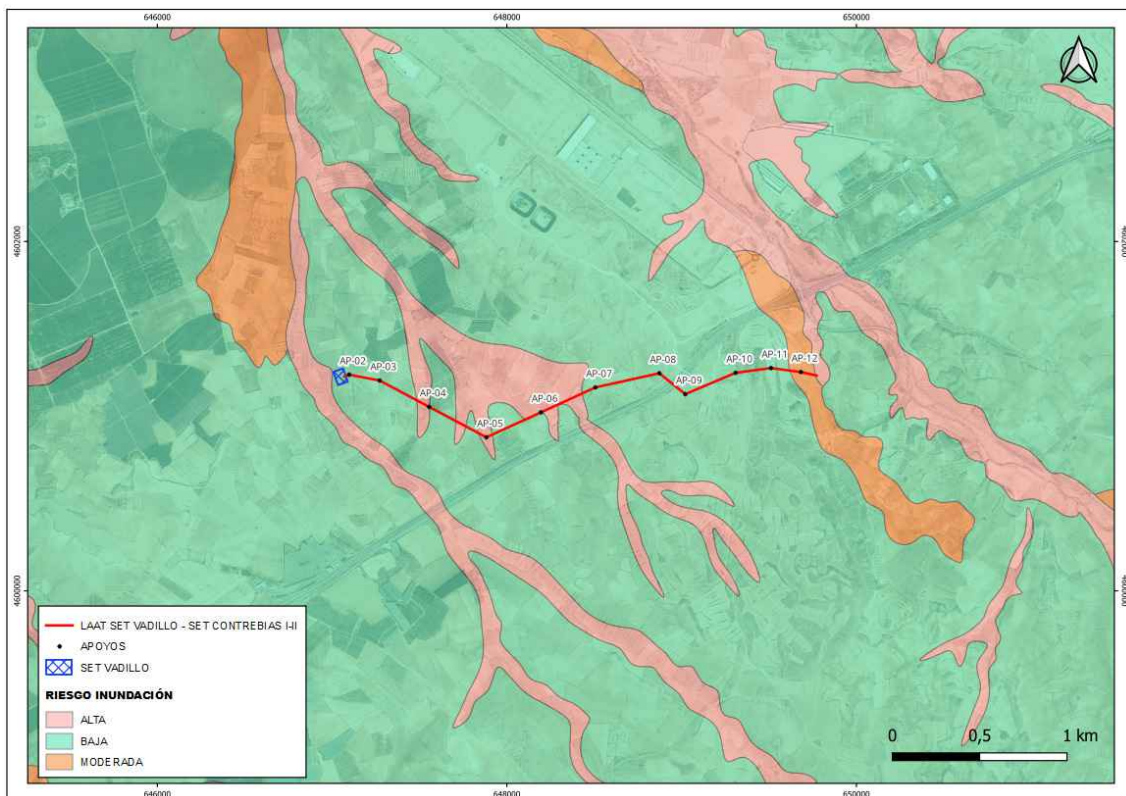 646000
648000
650000
4602000
4602000
AP-02
AP-03
AP-04
AP-05
AP-06
AP-07
AP-08
AP-09
AP-10
AP-11
AP-12
4600000
4600000
LAAT SET VADILLO - SET CONTREBIAS I-II
APOYOS
SET VADILLO
RIESGO INUNDACIÓN
ALTA
BAJA
MODERADA
0 0,5 1 km
646000
648000
650000